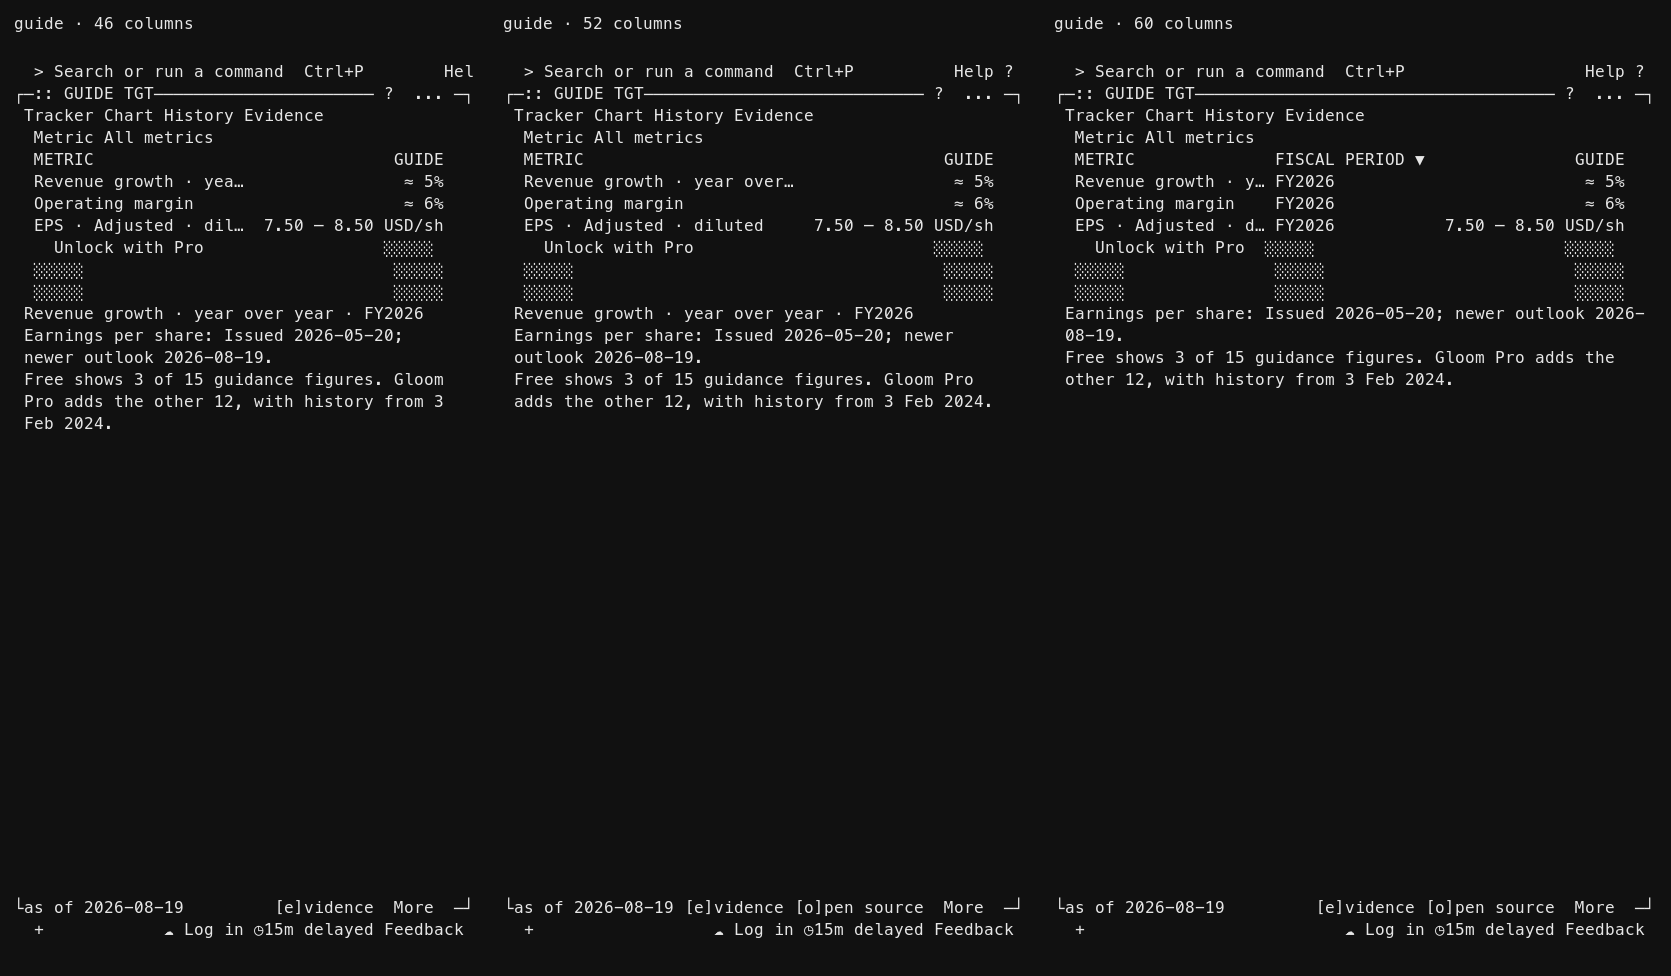 guide · 46 columns
> Search or run a command  Ctrl+P        Hel
┌─:: GUIDE TGT────────────────────── ?  ... ─┐
Tracker Chart History Evidence
Metric All metrics
METRIC                              GUIDE
Revenue growth · yea…                ≈ 5%
Operating margin                     ≈ 6%
EPS · Adjusted · dil…  7.50 – 8.50 USD/sh
Unlock with Pro                  ░░░░░
░░░░░                               ░░░░░
░░░░░                               ░░░░░
Revenue growth · year over year · FY2026
Earnings per share: Issued 2026-05-20;
newer outlook 2026-08-19.
Free shows 3 of 15 guidance figures. Gloom
Pro adds the other 12, with history from 3
Feb 2024.
└as of 2026-08-19         [e]vidence  More  ─┘
+            ☁ Log in ◷15m delayed Feedback
guide · 52 columns
> Search or run a command  Ctrl+P          Help ?
┌─:: GUIDE TGT──────────────────────────── ?  ... ─┐
Tracker Chart History Evidence
Metric All metrics
METRIC                                    GUIDE
Revenue growth · year over…                ≈ 5%
Operating margin                           ≈ 6%
EPS · Adjusted · diluted     7.50 – 8.50 USD/sh
Unlock with Pro                        ░░░░░
░░░░░                                     ░░░░░
░░░░░                                     ░░░░░
Revenue growth · year over year · FY2026
Earnings per share: Issued 2026-05-20; newer
outlook 2026-08-19.
Free shows 3 of 15 guidance figures. Gloom Pro
adds the other 12, with history from 3 Feb 2024.
└as of 2026-08-19 [e]vidence [o]pen source  More  ─┘
+                  ☁ Log in ◷15m delayed Feedback
guide · 60 columns
> Search or run a command  Ctrl+P                  Help ?
┌─:: GUIDE TGT──────────────────────────────────── ?  ... ─┐
Tracker Chart History Evidence
Metric All metrics
METRIC              FISCAL PERIOD ▼               GUIDE
Revenue growth · y… FY2026                         ≈ 5%
Operating margin    FY2026                         ≈ 6%
EPS · Adjusted · d… FY2026           7.50 – 8.50 USD/sh
Unlock with Pro  ░░░░░                         ░░░░░
░░░░░               ░░░░░                         ░░░░░
░░░░░               ░░░░░                         ░░░░░
Earnings per share: Issued 2026-05-20; newer outlook 2026-
08-19.
Free shows 3 of 15 guidance figures. Gloom Pro adds the
other 12, with history from 3 Feb 2024.
└as of 2026-08-19         [e]vidence [o]pen source  More  ─┘
+                          ☁ Log in ◷15m delayed Feedback